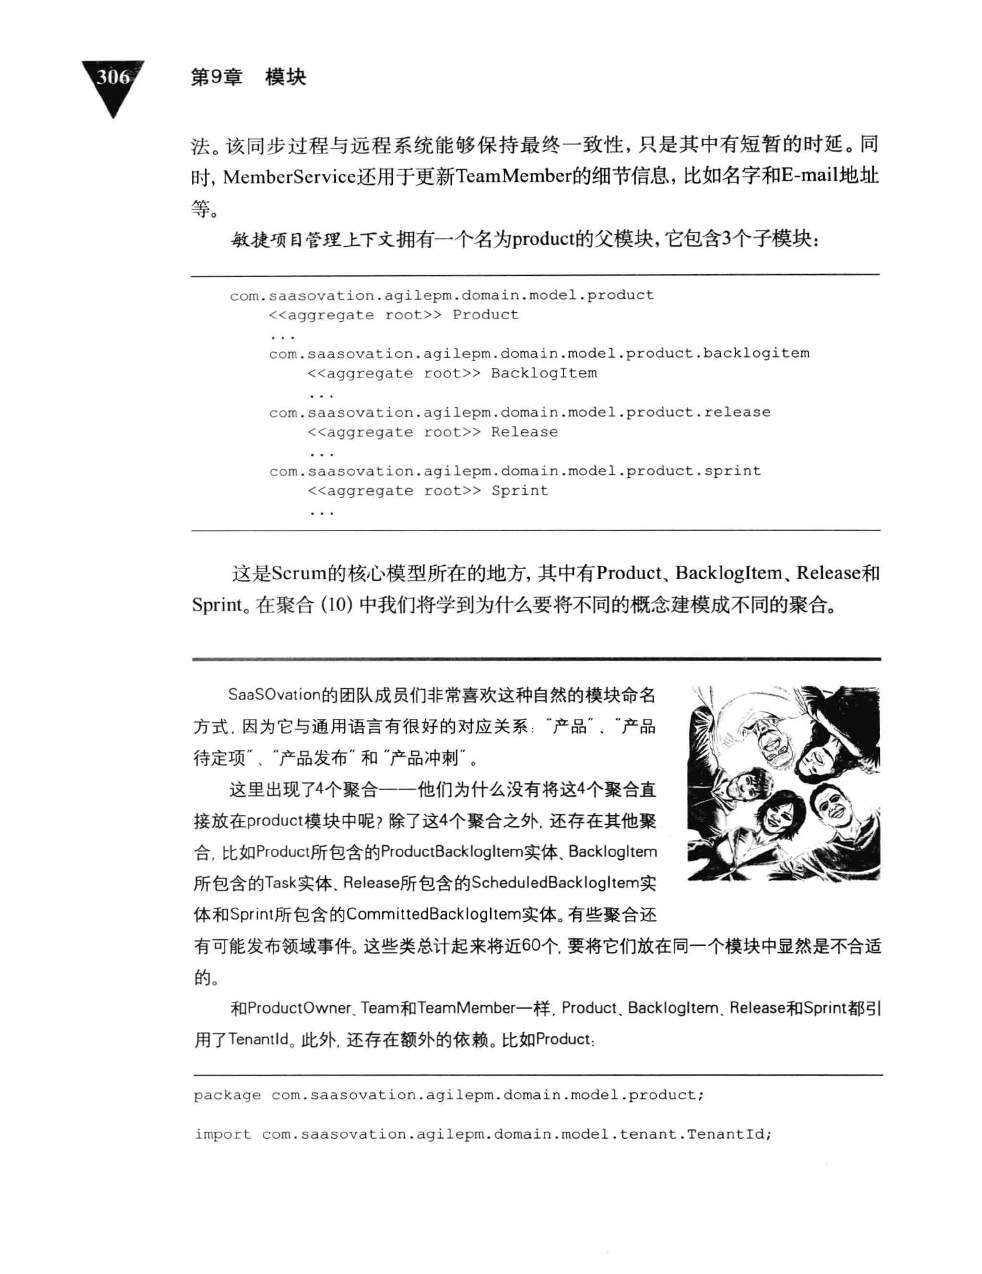 306
第9章 模块
法。该同步过程与远程系统能够保持最终一致性，只是其中有短暂的时延。同
时，MemberService还用于更新TeamMember的细节信息，比如名字和E-mail地址
等。
敏捷项目管理上下文拥有一个名为product的父模块，它包含3个子模块：
com.saasovation.agilepm.domain.model.product
<<aggregate root>> Product
...
com.saasovation.agilepm.domain.model.product.backlogitem
<<aggregate root>> BacklogItem
...
com.saasovation.agilepm.domain.model.product.release
<<aggregate root>> Release
...
com.saasovation.agilepm.domain.model.product.sprint
<<aggregate root>> Sprint
...
这是Scrum的核心模型所在的地方，其中有Product、BacklogItem、Release和
Sprint。在聚合（10）中我们将学到为什么要将不同的概念建模成不同的聚合。
SaaSOvation的团队成员们非常喜欢这种自然的模块命名
方式，因为它与通用语言有很好的对应关系：“产品”、“产品
待定项”、“产品发布”和“产品冲刺”。
这里出现了4个聚合——他们为什么没有将这4个聚合直
接放在product模块中呢？除了这4个聚合之外，还存在其他聚
合，比如Product所包含的ProductBacklogItem实体、BacklogItem
所包含的Task实体、Release所包含的ScheduledBacklogItem实
体和Sprint所包含的CommittedBacklogItem实体。有些聚合还
有可能发布领域事件。这些类总计起来将近60个，要将它们放在同一个模块中显然是不合适
的。
和ProductOwner、Team和TeamMember一样，Product、BacklogItem、Release和Sprint都引
用了TenantId。此外，还存在额外的依赖。比如Product：
package com.saasovation.agilepm.domain.model.product;
import com.saasovation.agilepm.domain.model.tenant.TenantId;